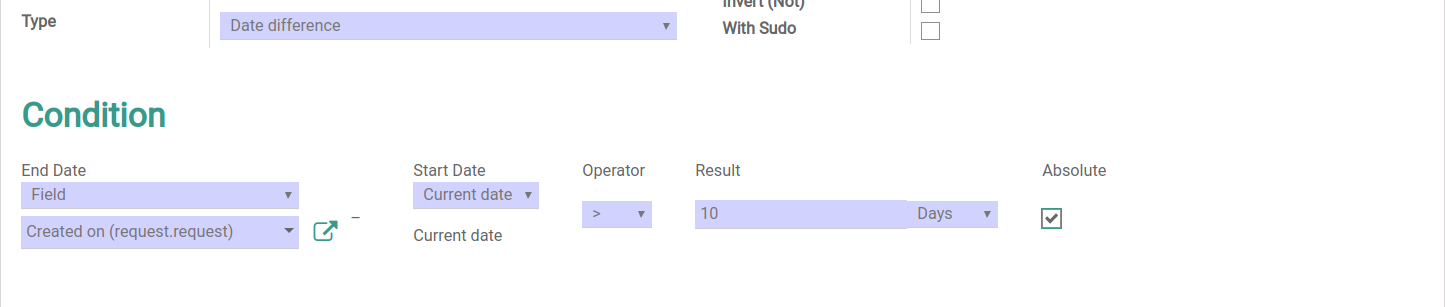 Invert (Not)
Type
Date difference
With Sudo
Condition
End Date
Start Date
Operator
Result
Absolute
Field
Current date
>
10
Days
Created on (request.request)
–
Current date